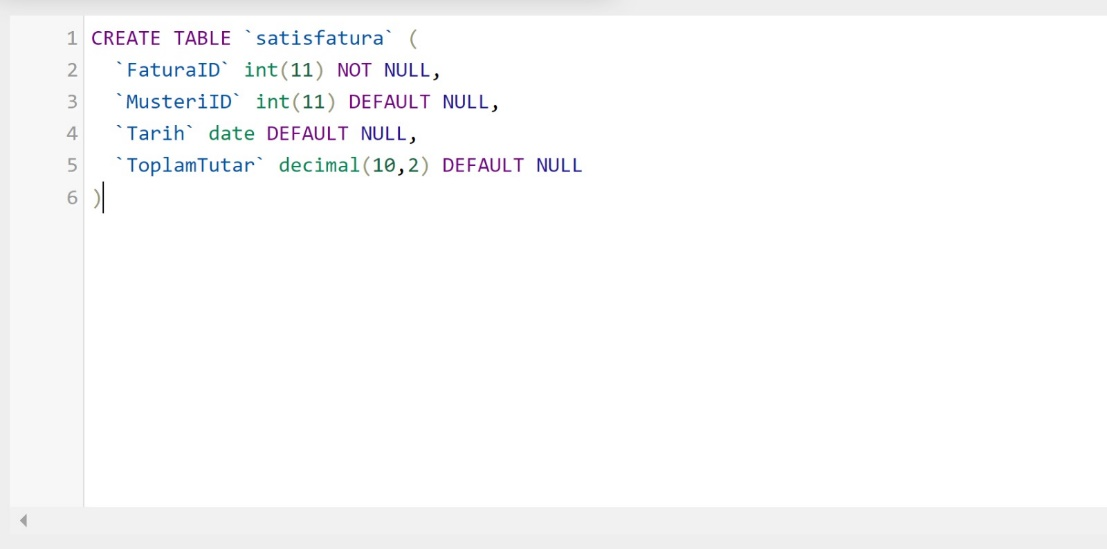 1 CREATE TABLE `satisfatura` (
2 `FaturaID` int(11) NOT NULL,
3 `MusteriID` int(11) DEFAULT NULL,
4 `Tarih` date DEFAULT NULL,
5 `ToplamTutar` decimal(10,2) DEFAULT NULL
6 )